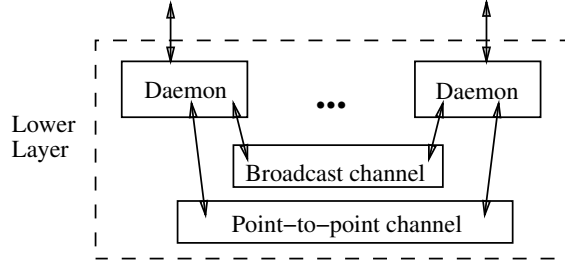 Daemon
Daemon
Lower
Layer
Broadcast channel
Point−to−point channel